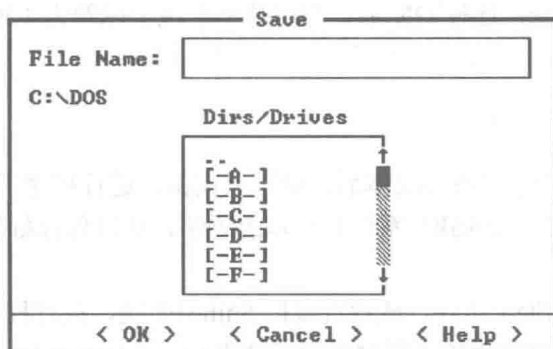 Save
File Name:
C:\DOS
Dirs/Drives
..
[-A-]
[-B-]
[-C-]
[-D-]
[-E-]
[-F-]
< OK > < Cancel > < Help >